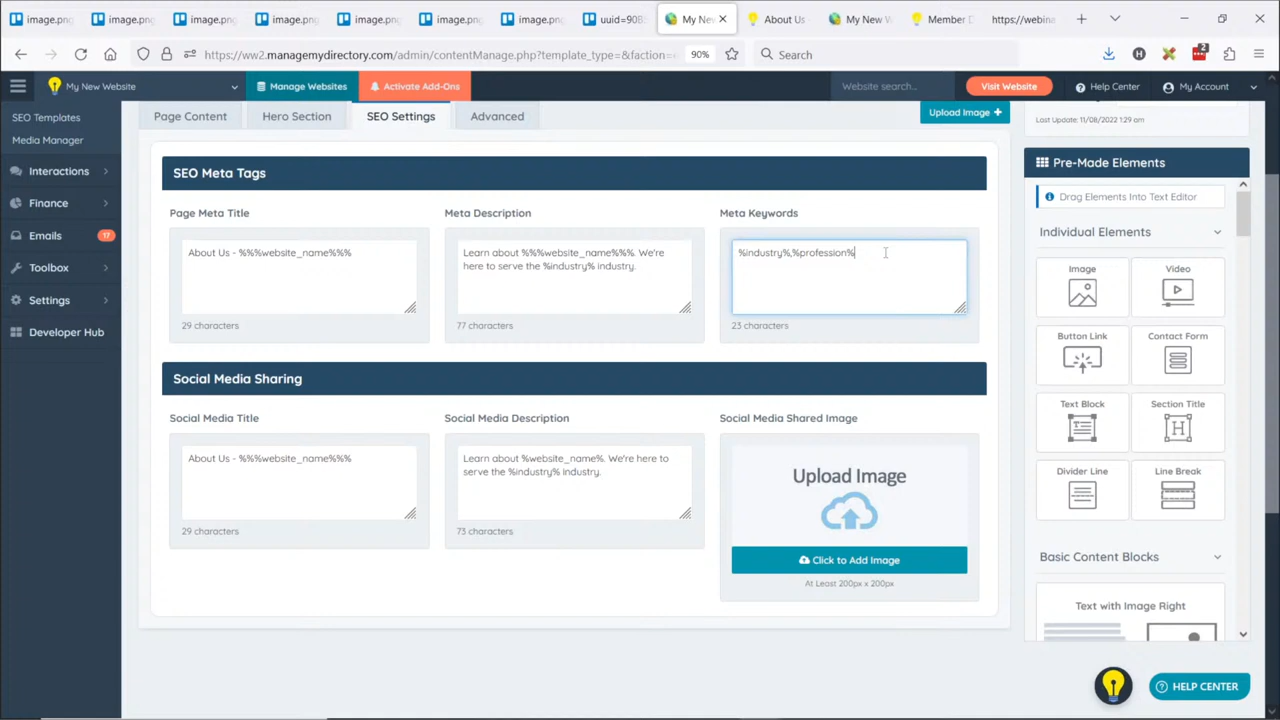 image.png
image.png
image.png
image.png
image.png
image.png
image.png
uuid=90B
My New
About Us
My New W
Member D
https://webina
https://ww2.managemydirectory.com/admin/contentManage.php?template_type=&faction=
90%
Search
2
My New Website
Manage Websites
Activate Add-Ons
Website search...
Visit Website
Help Center
My Account
SEO Templates
Media Manager
Interactions
Finance
Emails
17
Toolbox
Settings
Developer Hub
Page Content
Hero Section
SEO Settings
Advanced
Upload Image
Last Update: 11/08/2022 1:29 am
SEO Meta Tags
Page Meta Title
Meta Description
Meta Keywords
About Us - %%%website_name%%%
Learn about %%%website_name%%%. We're
here to serve the %industry% industry.
%industry%,%profession%
29 characters
77 characters
23 characters
Social Media Sharing
Social Media Title
Social Media Description
Social Media Shared Image
About Us - %%%website_name%%%
Learn about %website_name%. We're here to
serve the %industry% industry.
Upload Image
Click to Add Image
At Least 200px x 200px
29 characters
73 characters
Pre-Made Elements
Drag Elements Into Text Editor
Individual Elements
Image
Video
Button Link
Contact Form
Text Block
Section Title
H
Divider Line
Line Break
Basic Content Blocks
Text with Image Right
HELP CENTER